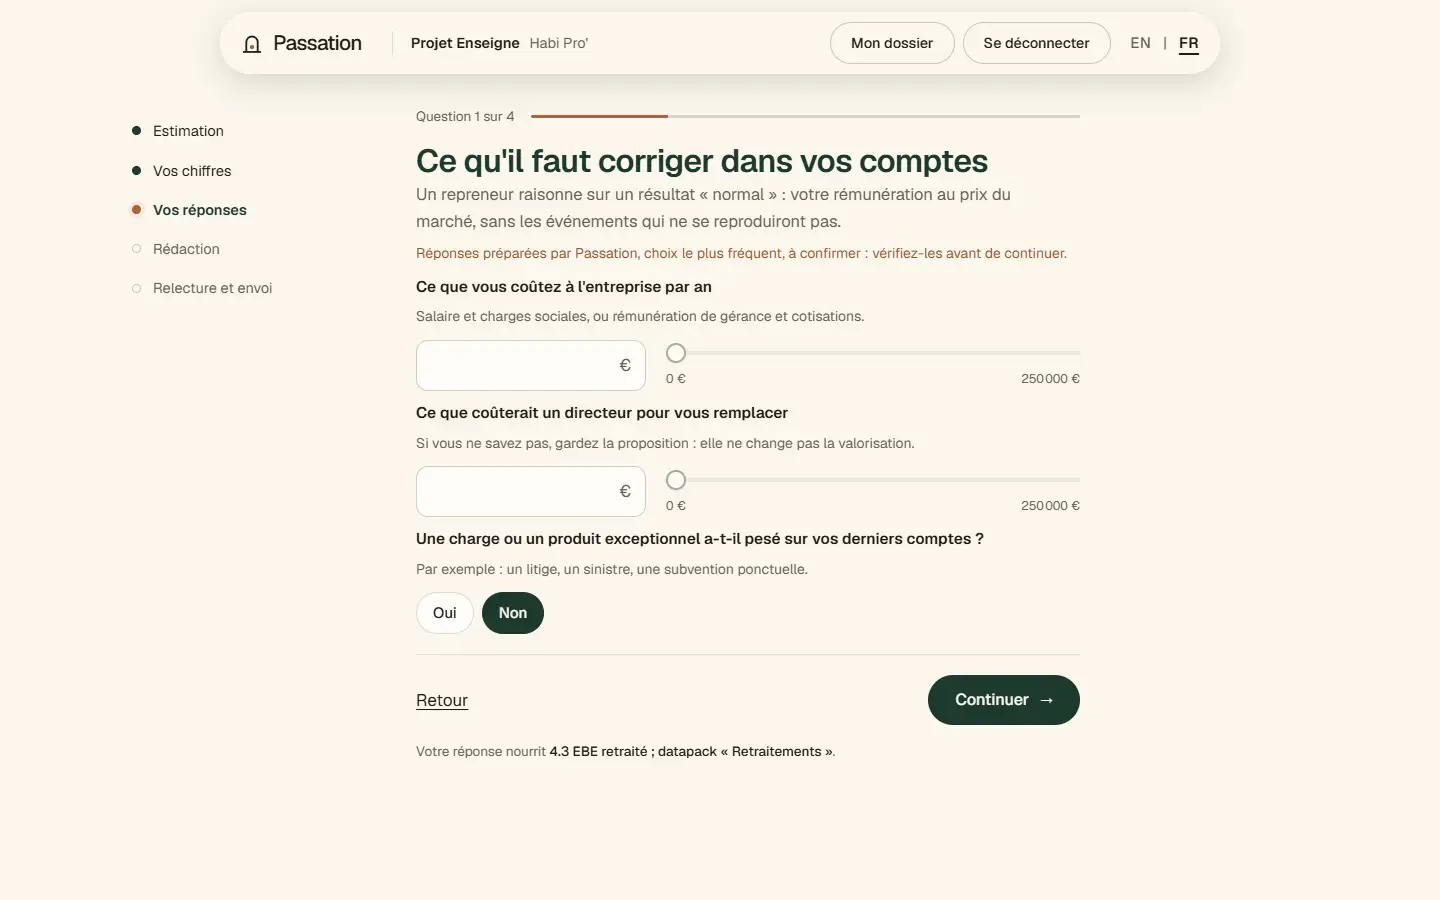 Passation
Projet Enseigne Habi Pro'
Mon dossier
Se déconnecter
EN | FR
Estimation
Vos chiffres
Vos réponses
Rédaction
Relecture et envoi
Question 1 sur 4
Ce qu'il faut corriger dans vos comptes
Un repreneur raisonne sur un résultat « normal » : votre rémunération au prix du
marché, sans les événements qui ne se reproduiront pas.
Réponses préparées par Passation, choix le plus fréquent, à confirmer : vérifiez-les avant de continuer.
Ce que vous coûtez à l'entreprise par an
Salaire et charges sociales, ou rémunération de gérance et cotisations.
€
0 €
250 000 €
Ce que coûterait un directeur pour vous remplacer
Si vous ne savez pas, gardez la proposition : elle ne change pas la valorisation.
€
0 €
250 000 €
Une charge ou un produit exceptionnel a-t-il pesé sur vos derniers comptes ?
Par exemple : un litige, un sinistre, une subvention ponctuelle.
Oui
Non
Retour
Continuer →
Votre réponse nourrit 4.3 EBE retraité ; datapack « Retraitements ».